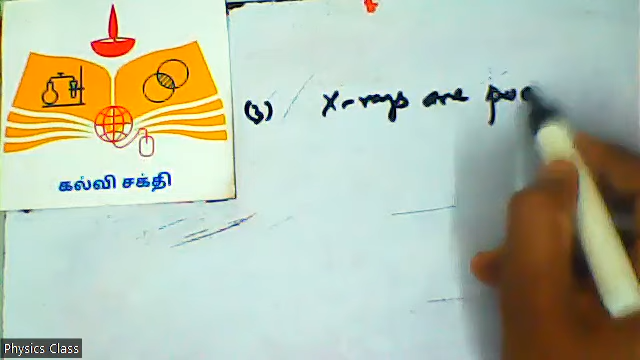 கல்வி சக்தி
(3) X-rays are
Physics Class